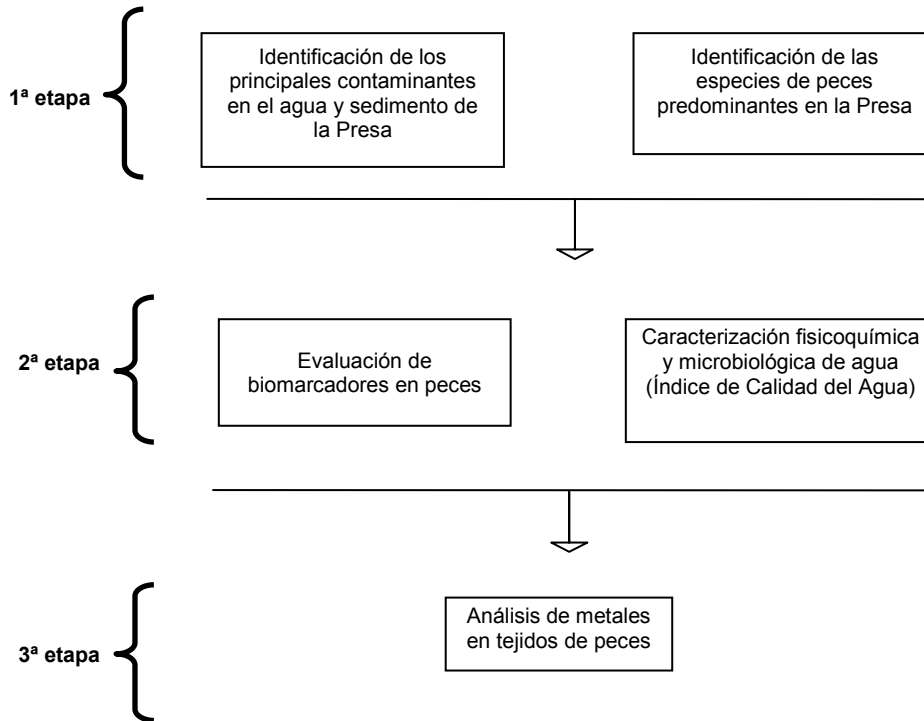 1ª etapa
Identificación de los
principales contaminantes
en el agua y sedimento de
la Presa
Identificación de las
especies de peces
predominantes en la Presa
2ª etapa
Evaluación de
biomarcadores en peces
Caracterización fisicoquímica
y microbiológica de agua
(Índice de Calidad del Agua)
3ª etapa
Análisis de metales
en tejidos de peces